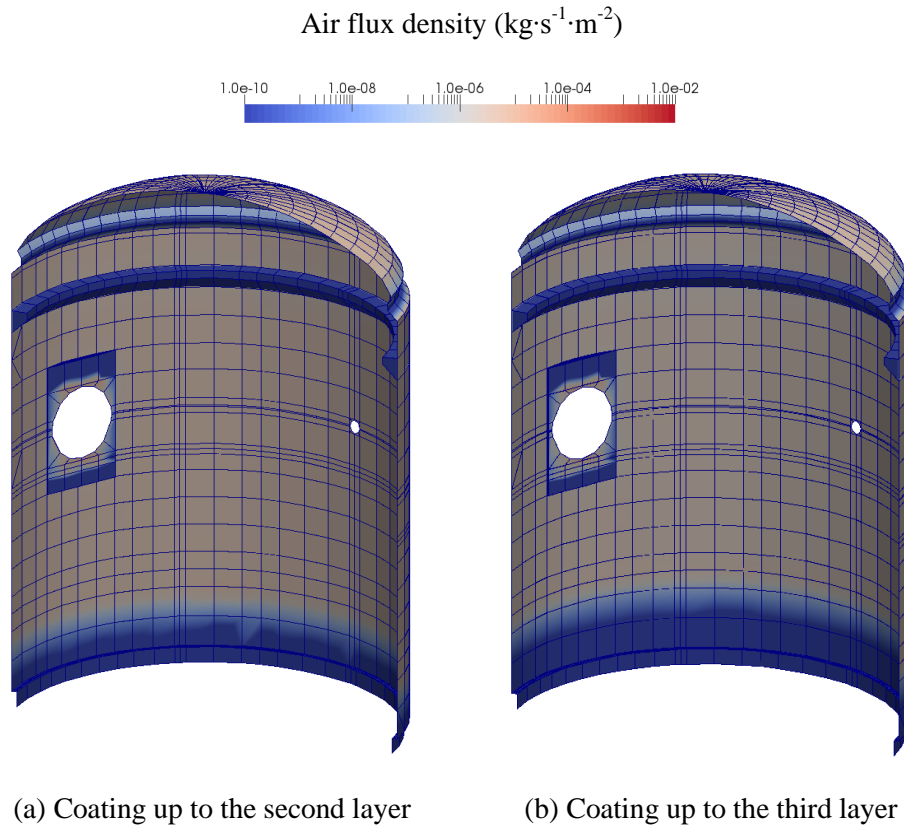 Air flux density (kg·s⁻¹·m⁻²)
1.0e-10 1.0e-08 1.0e-06 1.0e-04 1.0e-02
(a) Coating up to the second layer (b) Coating up to the third layer